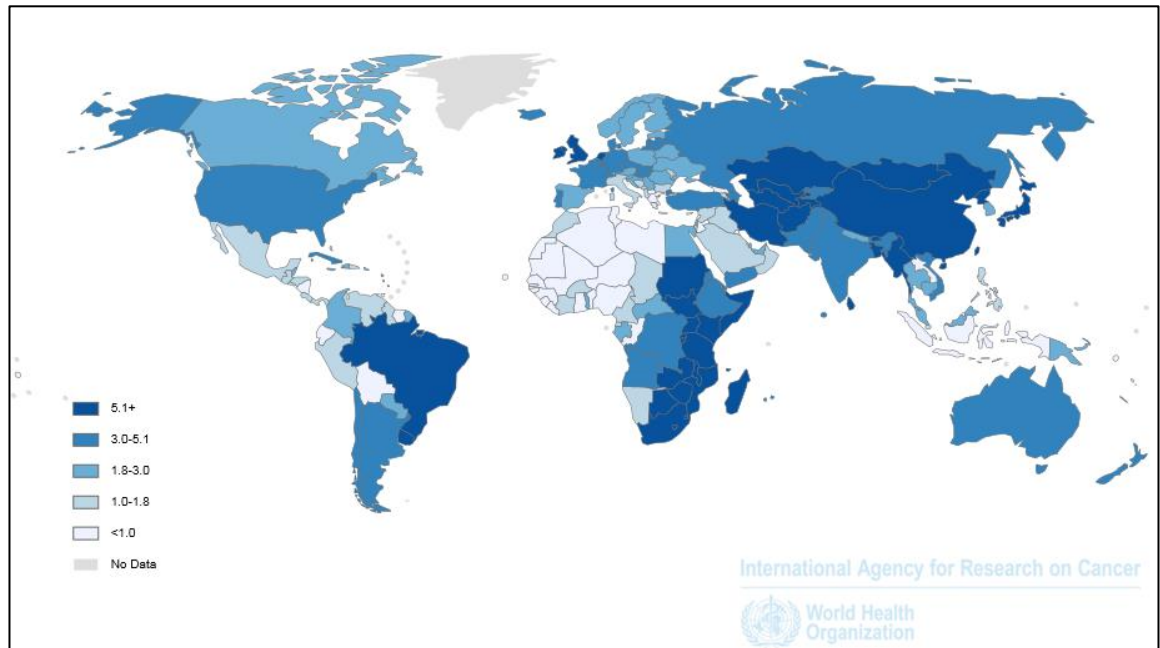 5.1+
3.0-5.1
1.8-3.0
1.0-1.8
<1.0
No Data
International Agency for Research on Cancer
World Health
Organization